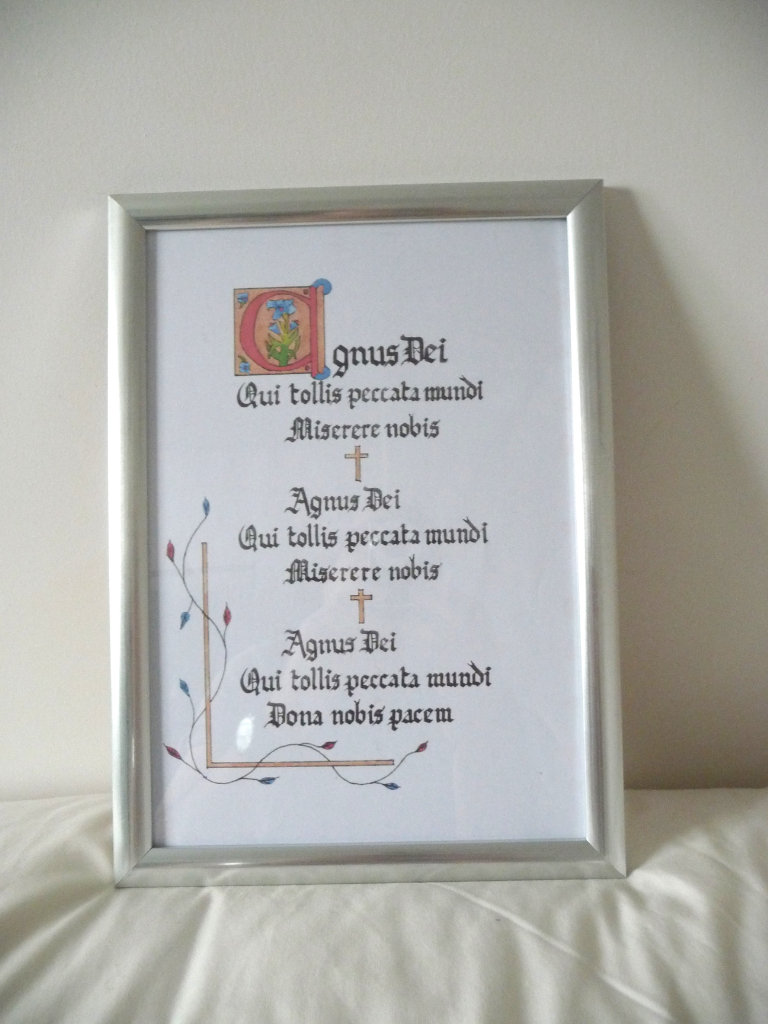 Agnus Dei
Qui tollis peccata mundi
Miserere nobis
Agnus Dei
Qui tollis peccata mundi
Miserere nobis
Agnus Dei
Qui tollis peccata mundi
Dona nobis pacem